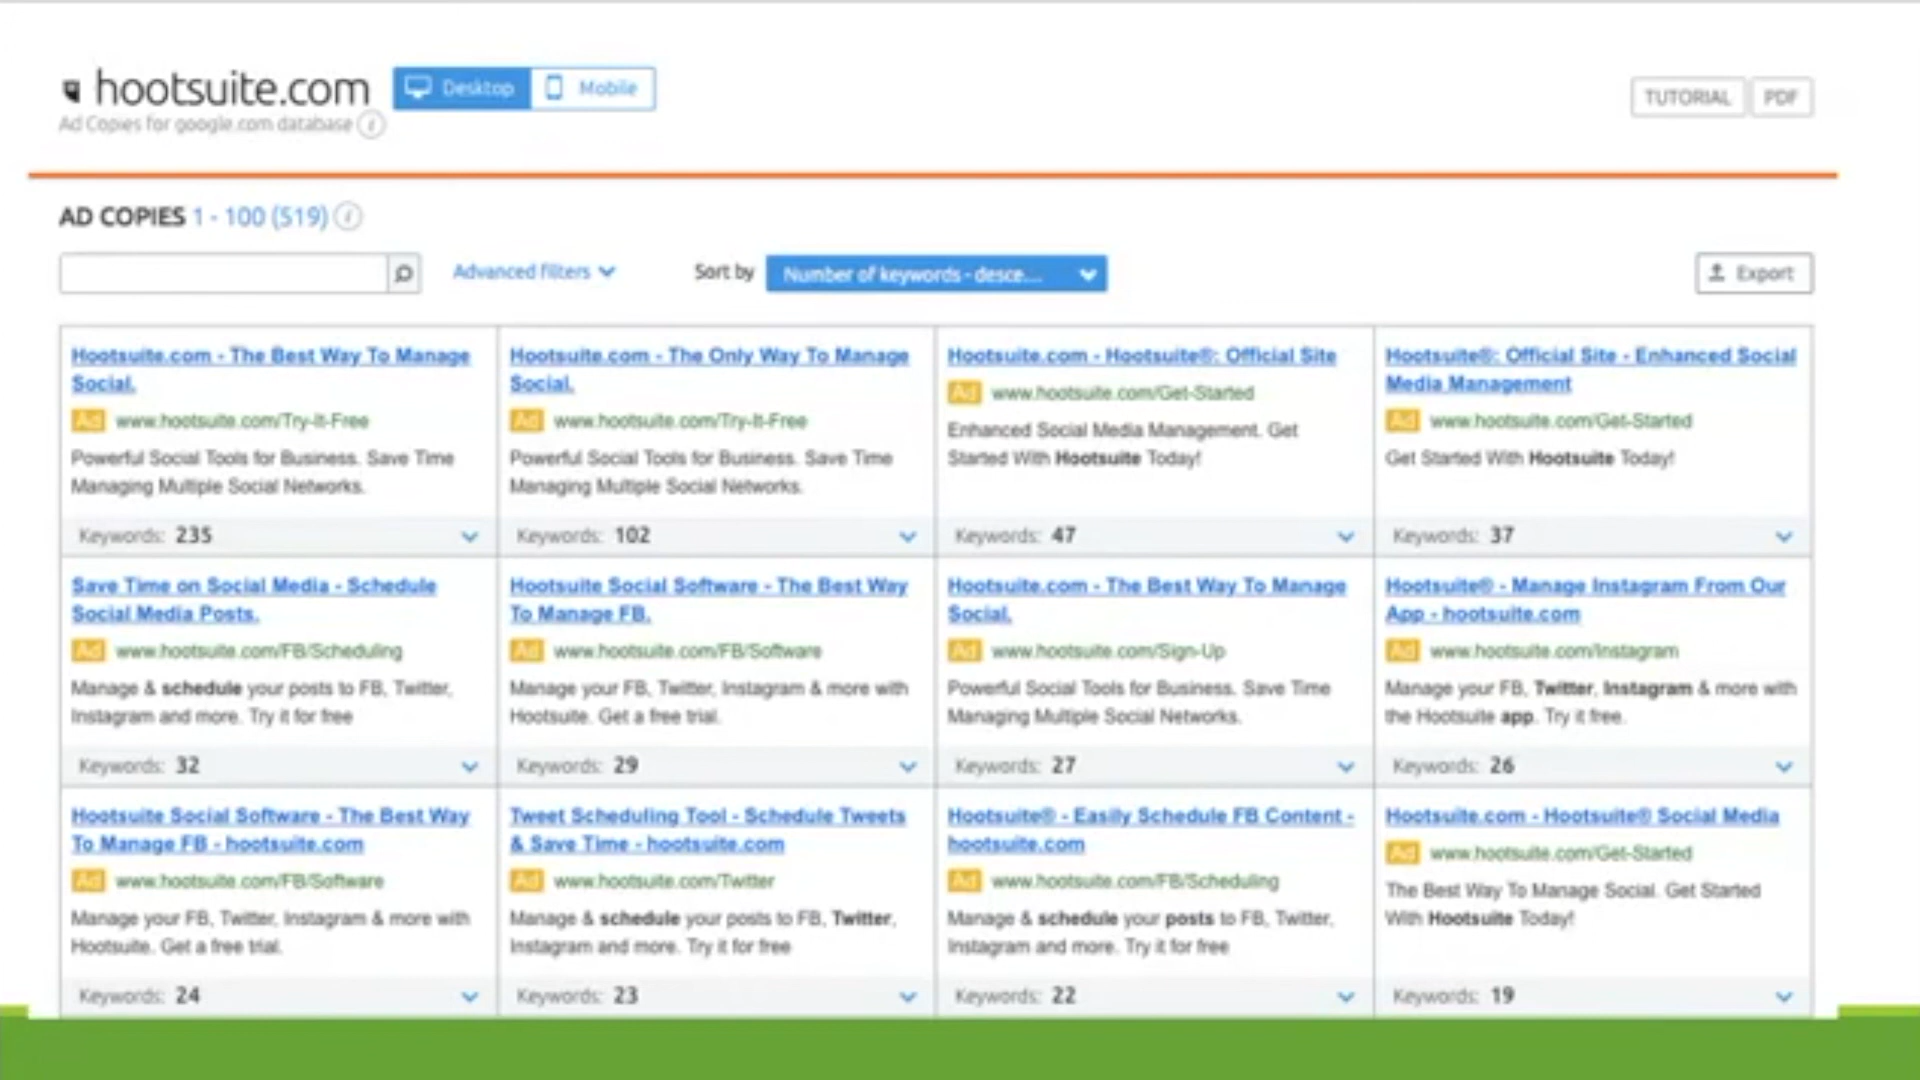 hootsuite.com
Desktop
Mobile
TUTORIAL
PDF
Ad Copies for google.com database i
AD COPIES 1 - 100 (519) i
Advanced filters
Sort by
Number of keywords - desce....
Export
Hootsuite.com - The Best Way To Manage
Social.
Ad www.hootsuite.com/Try-It-Free
Powerful Social Tools for Business. Save Time
Managing Multiple Social Networks.
Keywords: 235
Hootsuite.com - The Only Way To Manage
Social.
Ad www.hootsuite.com/Try-It-Free
Powerful Social Tools for Business. Save Time
Managing Multiple Social Networks.
Keywords: 102
Hootsuite.com - Hootsuite®: Official Site
Ad www.hootsuite.com/Get-Started
Enhanced Social Media Management. Get
Started With Hootsuite Today!
Keywords: 47
Hootsuite®: Official Site - Enhanced Social
Media Management
Ad www.hootsuite.com/Get-Started
Get Started With Hootsuite Today!
Keywords: 37
Save Time on Social Media - Schedule
Social Media Posts.
Ad www.hootsuite.com/FB/Scheduling
Manage & schedule your posts to FB, Twitter,
Instagram and more. Try it for free
Keywords: 32
Hootsuite Social Software - The Best Way
To Manage FB.
Ad www.hootsuite.com/FB/Software
Manage your FB, Twitter, Instagram & more with
Hootsuite. Get a free trial.
Keywords: 29
Hootsuite.com - The Best Way To Manage
Social.
Ad www.hootsuite.com/Sign-Up
Powerful Social Tools for Business. Save Time
Managing Multiple Social Networks.
Keywords: 27
Hootsuite® - Manage Instagram From Our
App - hootsuite.com
Ad www.hootsuite.com/Instagram
Manage your FB, Twitter, Instagram & more with
the Hootsuite app. Try it free.
Keywords: 26
Hootsuite Social Software - The Best Way
To Manage FB - hootsuite.com
Ad www.hootsuite.com/FB/Software
Manage your FB, Twitter, Instagram & more with
Hootsuite. Get a free trial.
Keywords: 24
Tweet Scheduling Tool - Schedule Tweets
& Save Time - hootsuite.com
Ad www.hootsuite.com/Twitter
Manage & schedule your posts to FB, Twitter,
Instagram and more. Try it for free
Keywords: 23
Hootsuite® - Easily Schedule FB Content -
hootsuite.com
Ad www.hootsuite.com/FB/Scheduling
Manage & schedule your posts to FB, Twitter,
Instagram and more. Try it for free
Keywords: 22
Hootsuite.com - Hootsuite® Social Media
Ad www.hootsuite.com/Get-Started
The Best Way To Manage Social. Get Started
With Hootsuite Today!
Keywords: 19